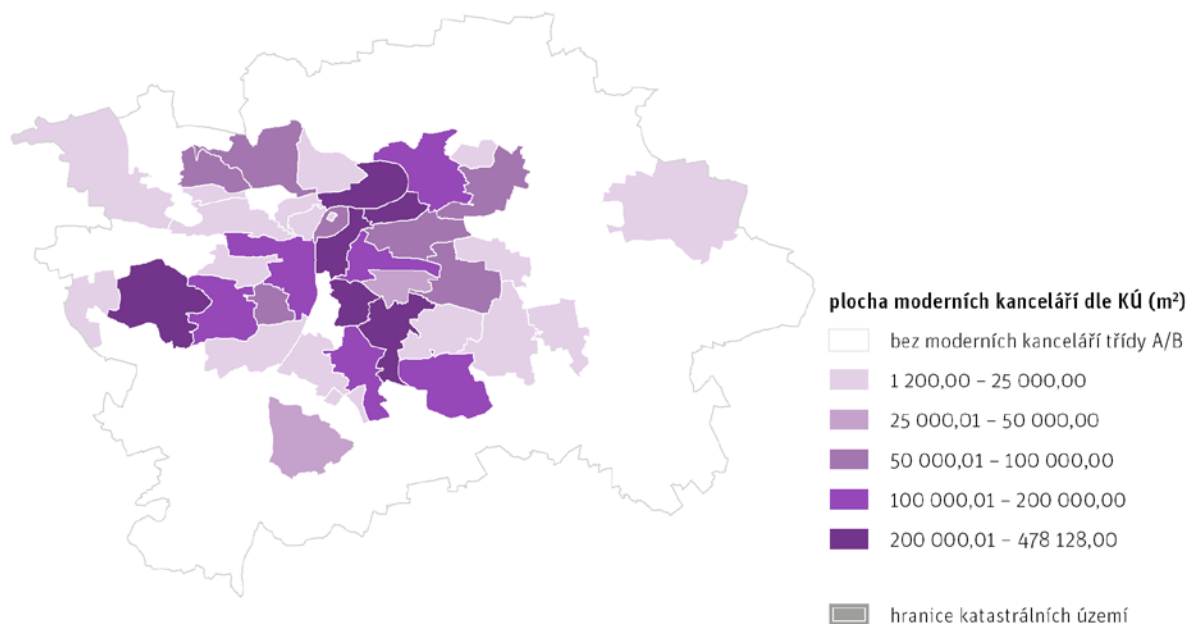 plocha moderních kanceláří dle KÚ (m²)
bez moderních kanceláří třídy A/B
1 200,00 – 25 000,00
25 000,01 – 50 000,00
50 000,01 – 100 000,00
100 000,01 – 200 000,00
200 000,01 – 478 128,00
hranice katastrálních území